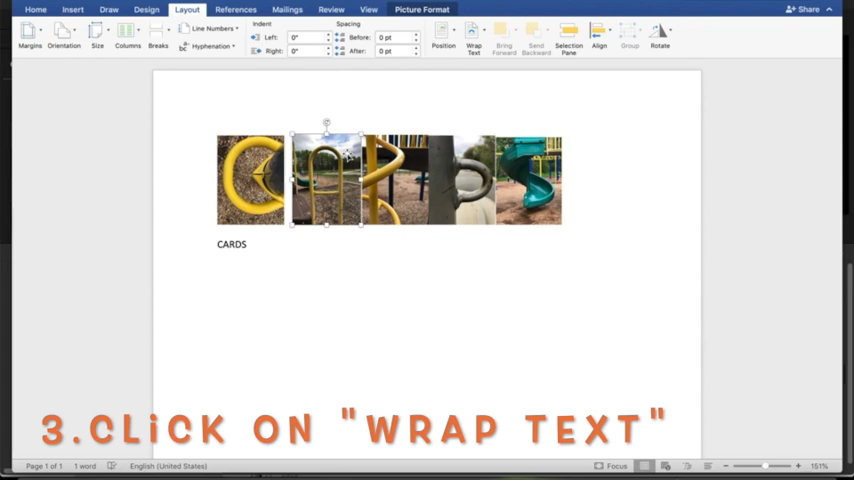 Home Insert Draw Design Layout References Mailings Review View Picture Format Share
Line Numbers Indent Spacing
Left: 0" Before: 0 pt
Hyphenation Right: 0" After: 0 pt
Margins Orientation Size Columns Breaks Position Wrap Text Bring Forward Send Backward Selection Pane Align Group Rotate
CARDS
3.CLiCK ON "WRAP TEXT"
Page 1 of 1 1 word English (United States) Focus 151%